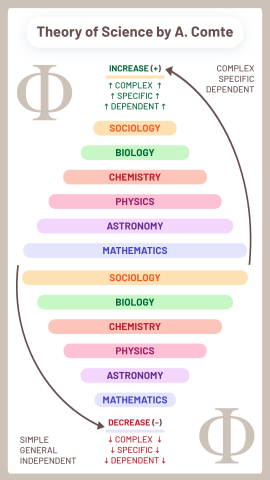 Theory of Science by A. Comte
Φ
INCREASE (+)
↑ COMPLEX ↑
↑ SPECIFIC ↑
↑ DEPENDENT ↑
COMPLEX
SPECIFIC
DEPENDENT
SOCIOLOGY
BIOLOGY
CHEMISTRY
PHYSICS
ASTRONOMY
MATHEMATICS
SOCIOLOGY
BIOLOGY
CHEMISTRY
PHYSICS
ASTRONOMY
MATHEMATICS
DECREASE (-)
↓ COMPLEX ↓
↓ SPECIFIC ↓
↓ DEPENDENT ↓
SIMPLE
GENERAL
INDEPENDENT
Φ